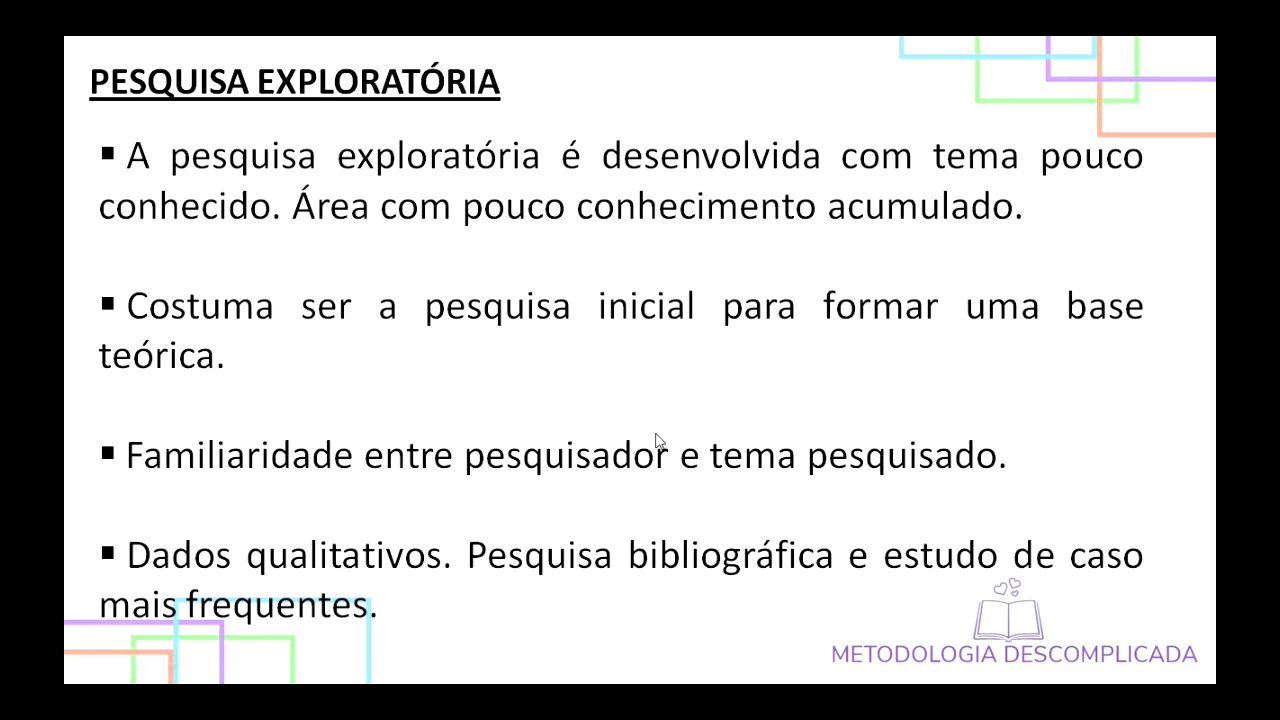 PESQUISA EXPLORATÓRIA
▪ A pesquisa exploratória é desenvolvida com tema pouco
conhecido. Área com pouco conhecimento acumulado.
▪ Costuma ser a pesquisa inicial para formar uma base
teórica.
▪ Familiaridade entre pesquisador e tema pesquisado.
▪ Dados qualitativos. Pesquisa bibliográfica e estudo de caso
mais frequentes.
METODOLOGIA DESCOMPLICADA